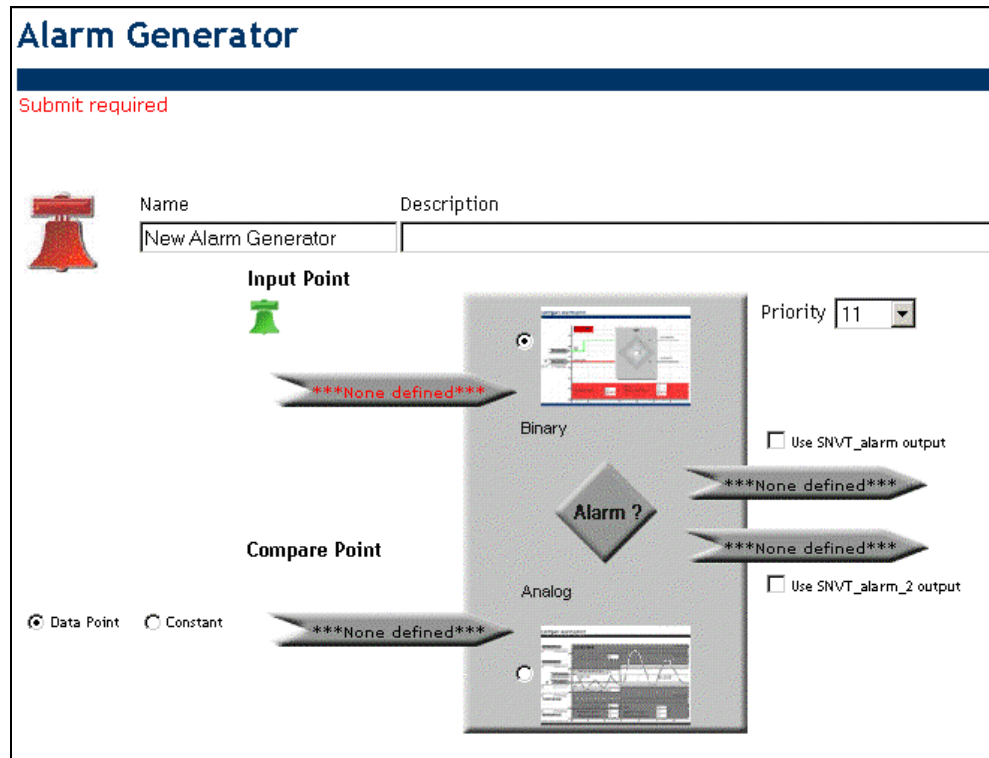 Alarm Generator
Submit required
Name Description
New Alarm Generator
Input Point
Priority 11
***None defined***
Binary
Use SNVT_alarm output
***None defined***
Alarm ?
***None defined***
Compare Point
Analog
Use SNVT_alarm_2 output
Data Point Constant
***None defined***